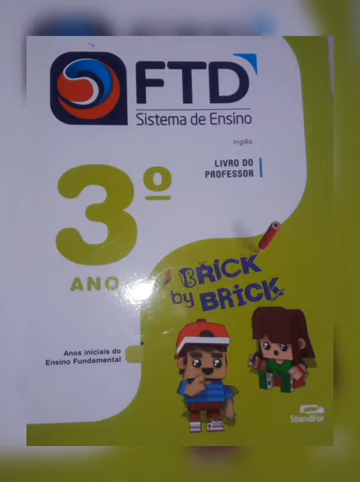 FTD
Sistema de Ensino
Inglês
LIVRO DO
PROFESSOR
3º
ANO
BRICK
by BRICK
Anos iniciais do
Ensino Fundamental
StandFor